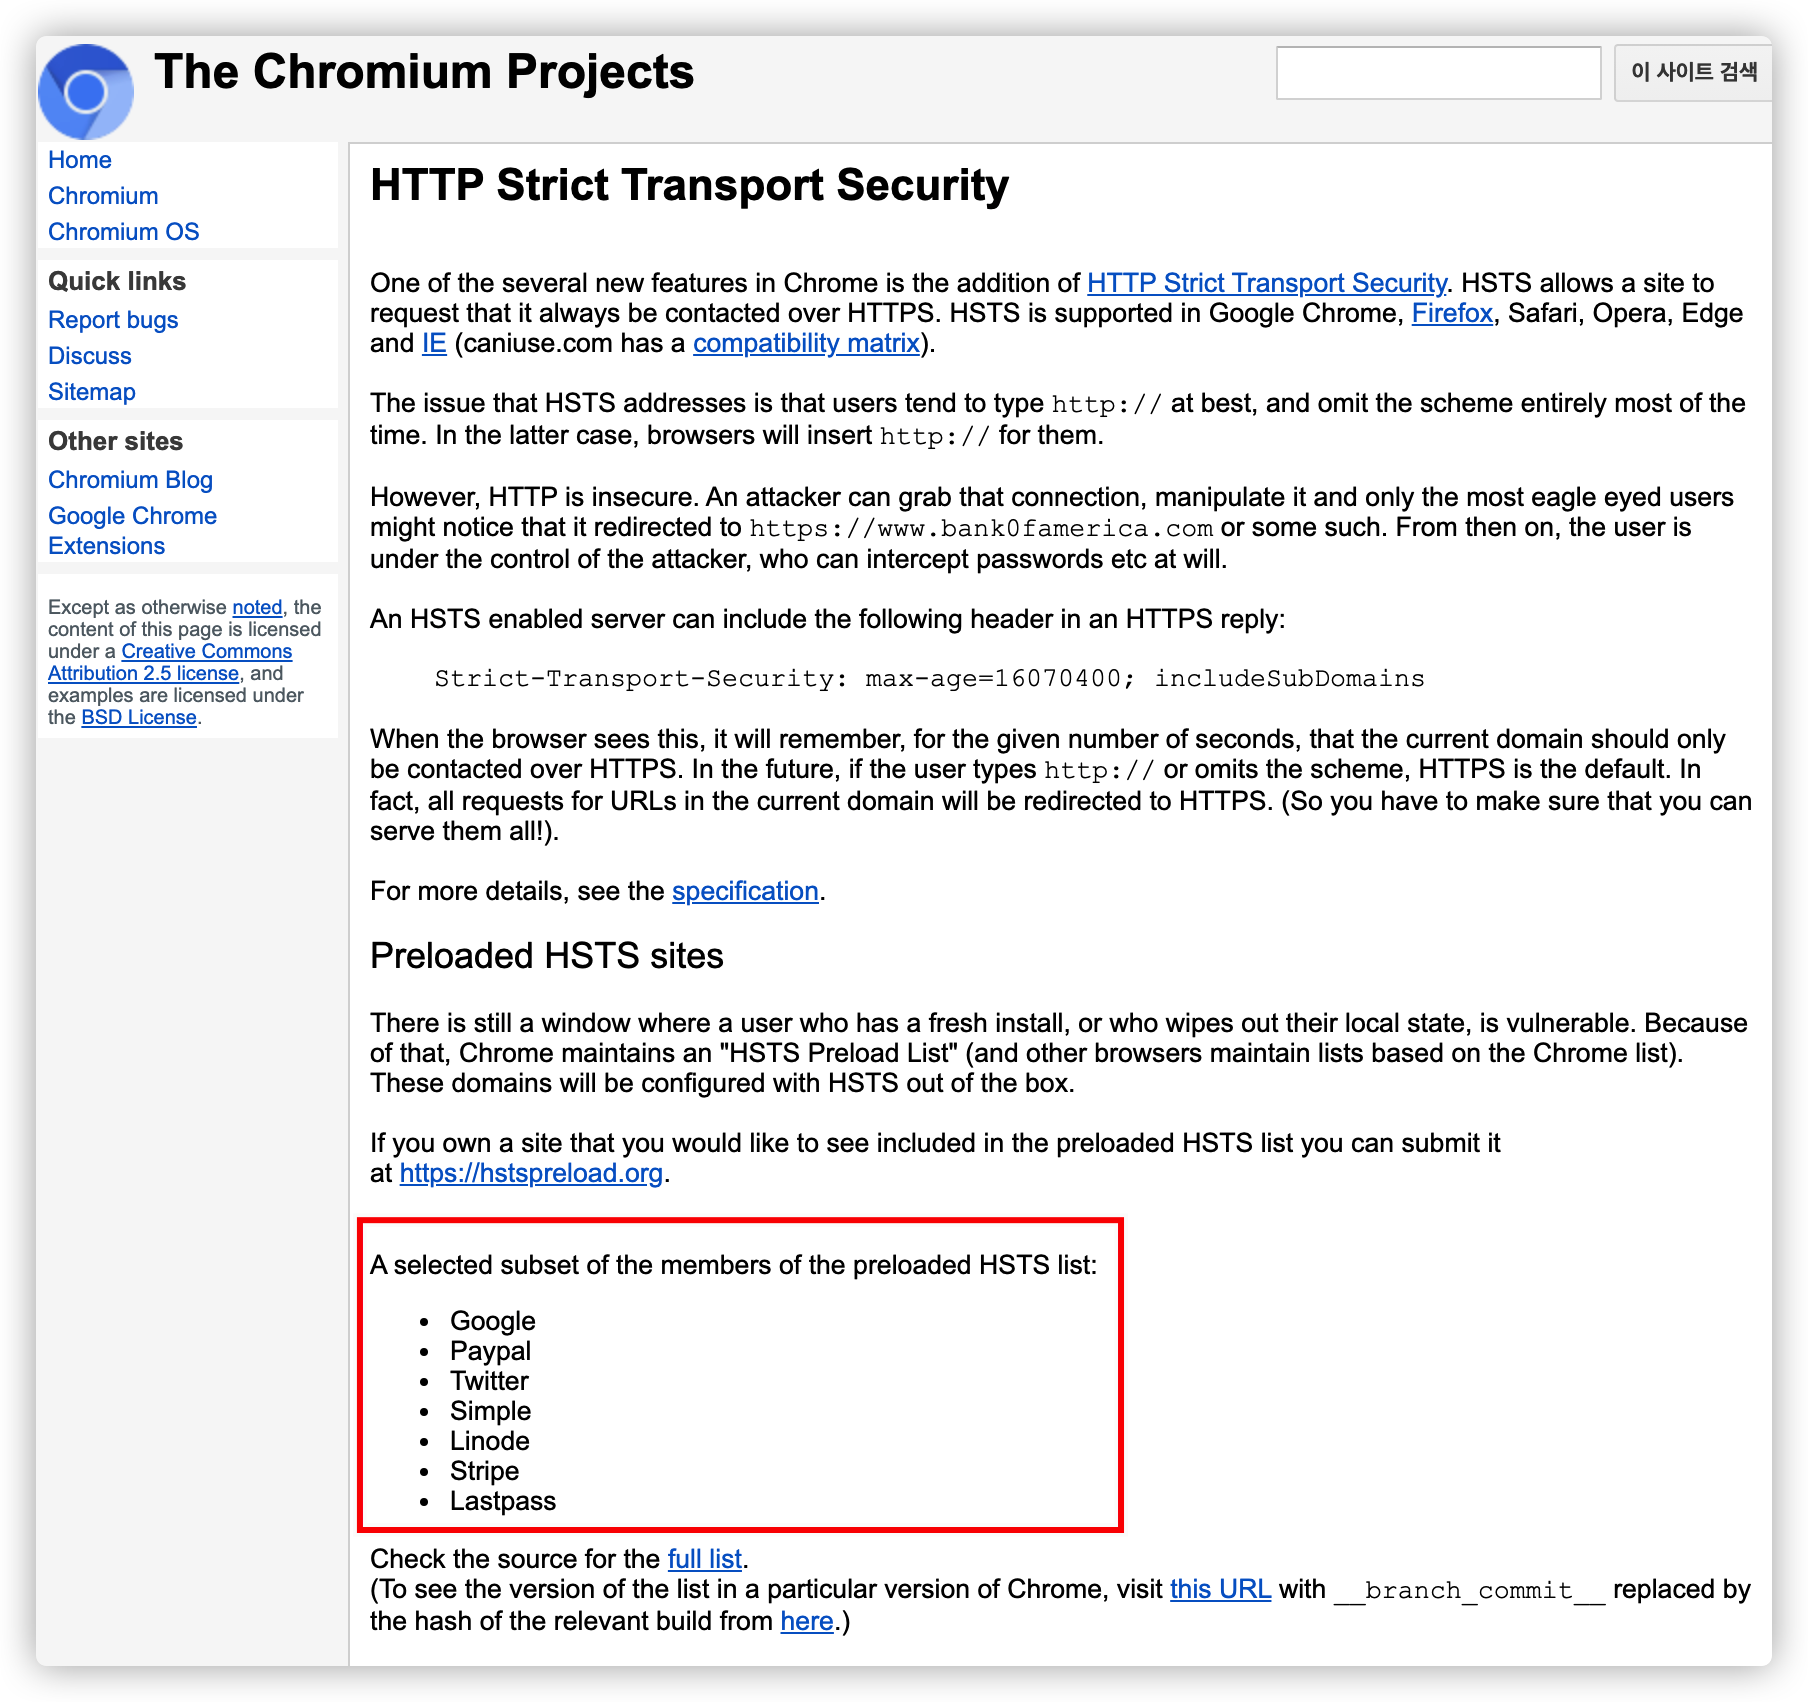 The Chromium Projects
이 사이트 검색
Home
Chromium
Chromium OS
Quick links
Report bugs
Discuss
Sitemap
Other sites
Chromium Blog
Google Chrome
Extensions
Except as otherwise noted, the
content of this page is licensed
under a Creative Commons
Attribution 2.5 license, and
examples are licensed under
the BSD License.
HTTP Strict Transport Security
One of the several new features in Chrome is the addition of HTTP Strict Transport Security. HSTS allows a site to
request that it always be contacted over HTTPS. HSTS is supported in Google Chrome, Firefox, Safari, Opera, Edge
and IE (caniuse.com has a compatibility matrix).
The issue that HSTS addresses is that users tend to type http:// at best, and omit the scheme entirely most of the
time. In the latter case, browsers will insert http:// for them.
However, HTTP is insecure. An attacker can grab that connection, manipulate it and only the most eagle eyed users
might notice that it redirected to https://www.bank0famerica.com or some such. From then on, the user is
under the control of the attacker, who can intercept passwords etc at will.
An HSTS enabled server can include the following header in an HTTPS reply:
Strict-Transport-Security: max-age=16070400; includeSubDomains
When the browser sees this, it will remember, for the given number of seconds, that the current domain should only
be contacted over HTTPS. In the future, if the user types http:// or omits the scheme, HTTPS is the default. In
fact, all requests for URLs in the current domain will be redirected to HTTPS. (So you have to make sure that you can
serve them all!).
For more details, see the specification.
Preloaded HSTS sites
There is still a window where a user who has a fresh install, or who wipes out their local state, is vulnerable. Because
of that, Chrome maintains an "HSTS Preload List" (and other browsers maintain lists based on the Chrome list).
These domains will be configured with HSTS out of the box.
If you own a site that you would like to see included in the preloaded HSTS list you can submit it
at https://hstspreload.org.
A selected subset of the members of the preloaded HSTS list:
• Google
• Paypal
• Twitter
• Simple
• Linode
• Stripe
• Lastpass
Check the source for the full list.
(To see the version of the list in a particular version of Chrome, visit this URL with __branch_commit__ replaced by
the hash of the relevant build from here.)